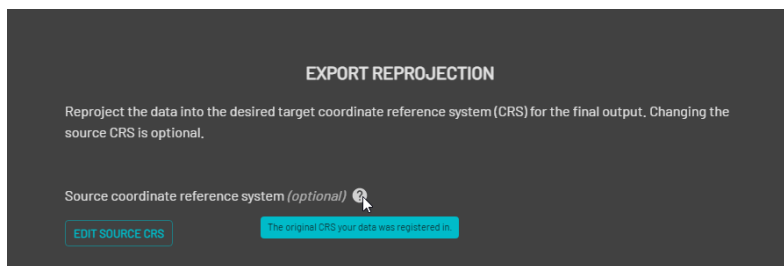 EXPORT REPROJECTION
Reproject the data into the desired target coordinate reference system (CRS) for the final output. Changing the
source CRS is optional.
Source coordinate reference system (optional) ?
EDIT SOURCE CRS
The original CRS your data was registered in.